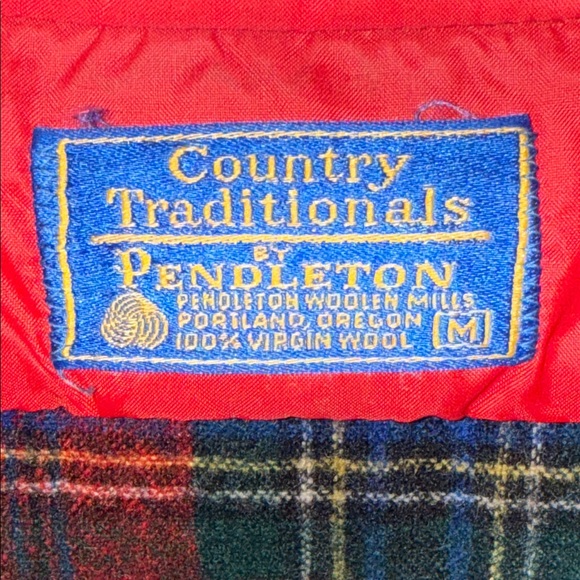 Country
Traditionals
BY
PENDLETON
PENDLETON WOOLEN MILLS
PORTLAND, OREGON
100% VIRGIN WOOL
M